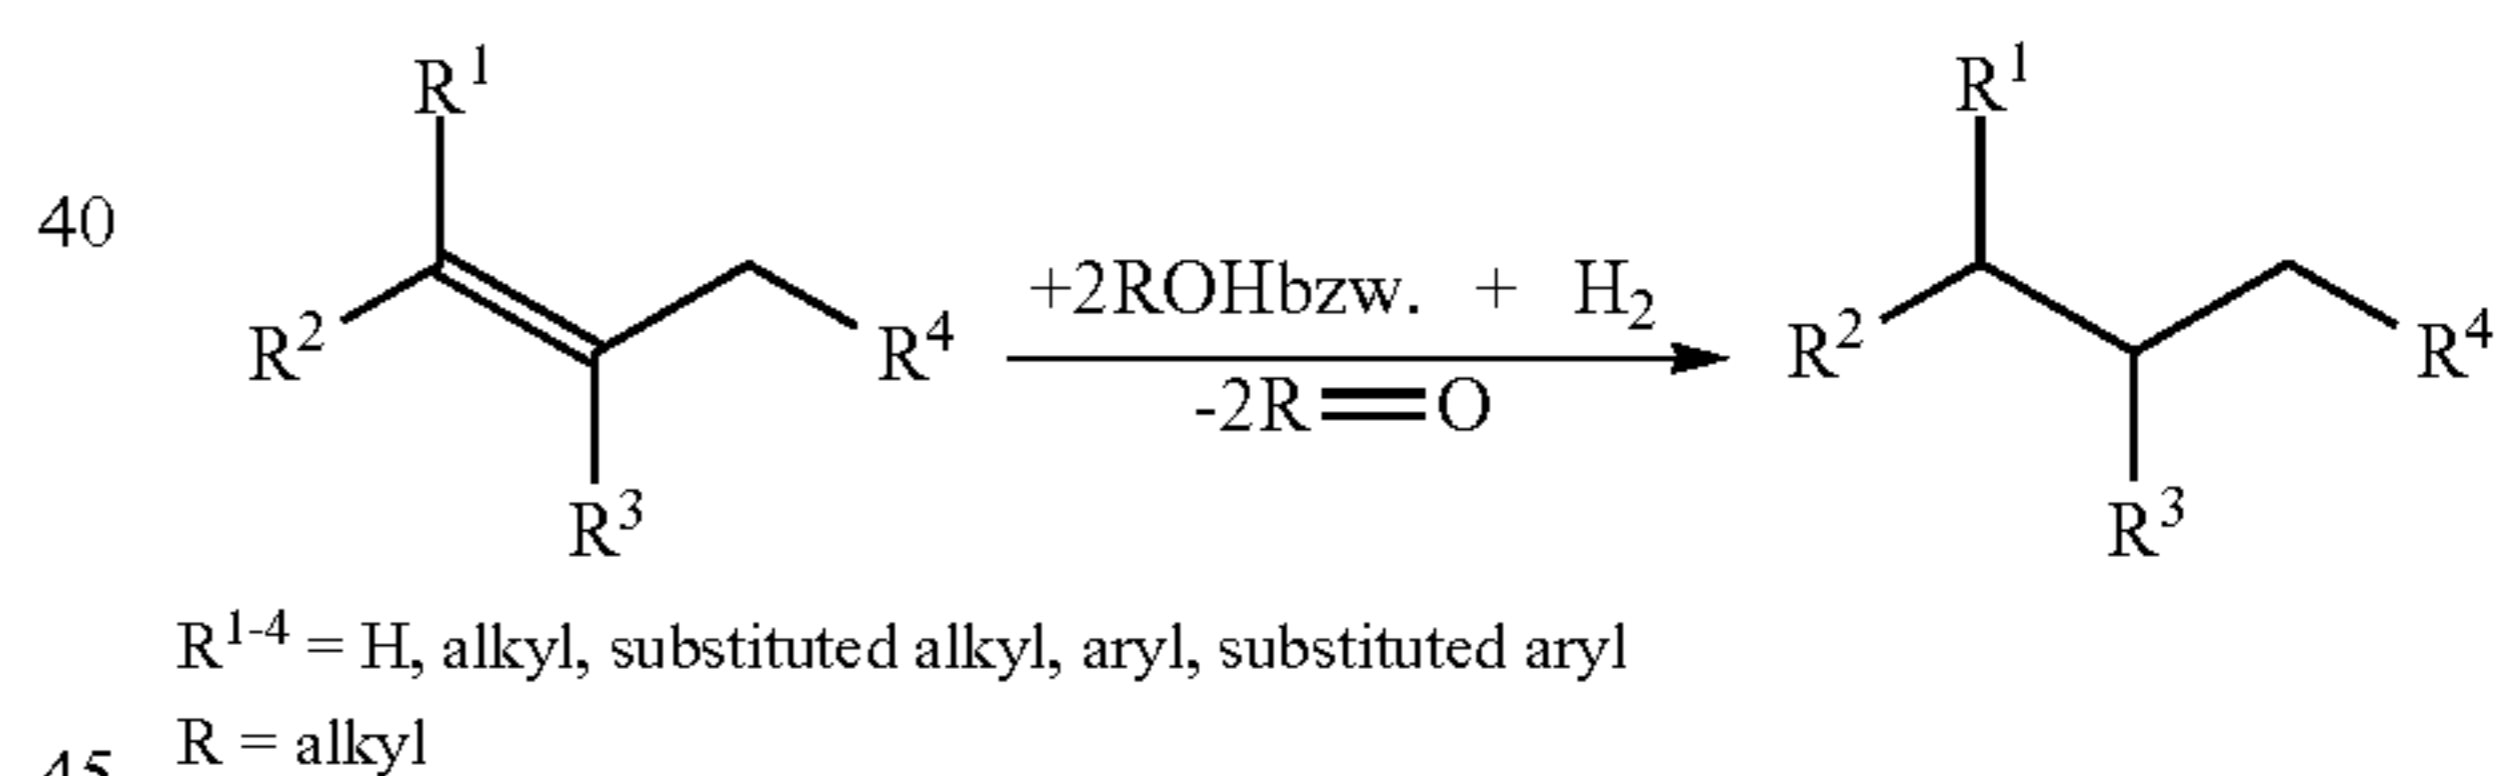 R¹
R¹
40
+2ROHbzw. + H₂
R²
R⁴
R²
R⁴
-2R=O
R³
R³
R¹⁻⁴ = H, alkyl, substituted alkyl, aryl, substituted aryl
R = alkyl
45